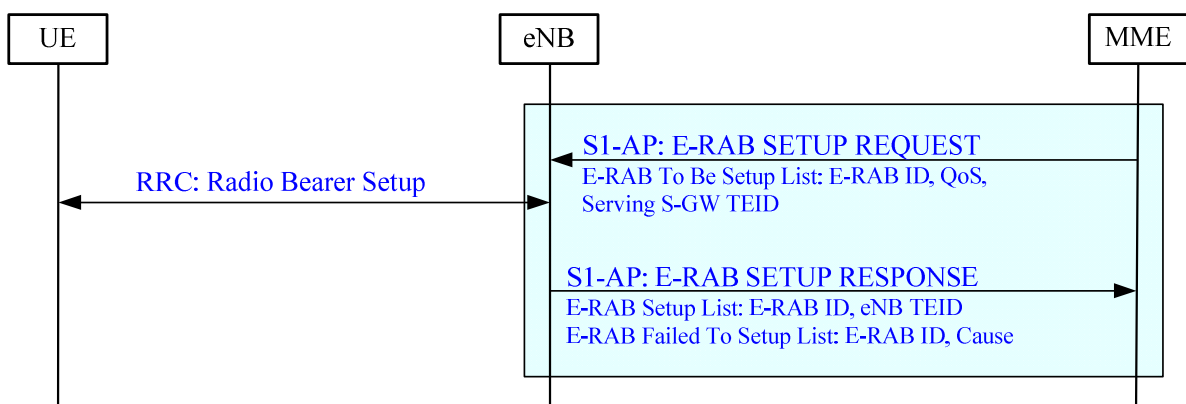 UE
eNB
MME
S1-AP: E-RAB SETUP REQUEST
E-RAB To Be Setup List: E-RAB ID, QoS,
Serving S-GW TEID
RRC: Radio Bearer Setup
S1-AP: E-RAB SETUP RESPONSE
E-RAB Setup List: E-RAB ID, eNB TEID
E-RAB Failed To Setup List: E-RAB ID, Cause